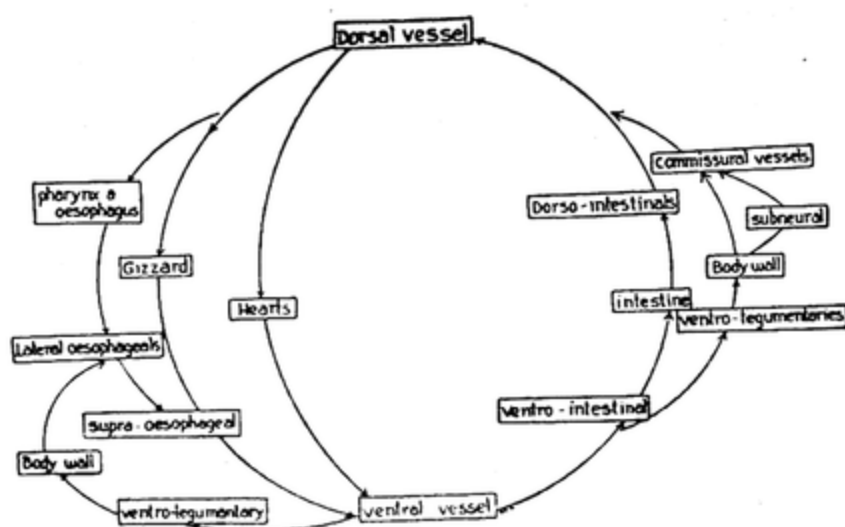 Dorsal vessel
Commissural vessels
pharynx a
oesophagus
Dorso-intestinals
subneural
Gizzard
Body wall
Hearts
intestine
ventro-tegumentaries
Lateral oesophageals
ventro-intestinal
supra-oesophageal
Body wall
ventro-tegumentary
ventral vessel